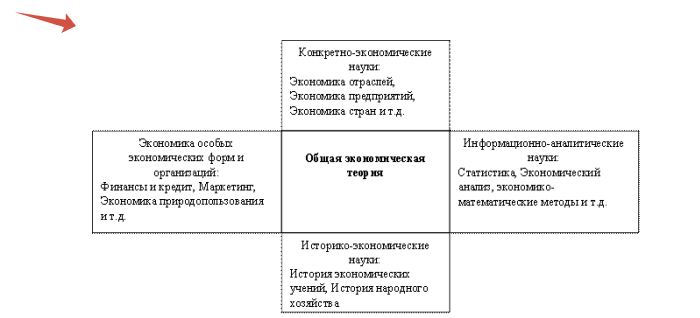 Конкретно-экономические
науки:
Экономика отраслей,
Экономика предприятий,
Экономика стран и т.д.
Экономика особых
экономических форм и
организаций:
Финансы и кредит, Маркетинг,
Экономика природопользования
и т.д.
Общая экономическая
теория
Информационно-аналитические
науки:
Статистика, Экономический
анализ, экономико-
математические методы и т.д.
Историко-экономические
науки:
История экономических
учений, История народного
хозяйства